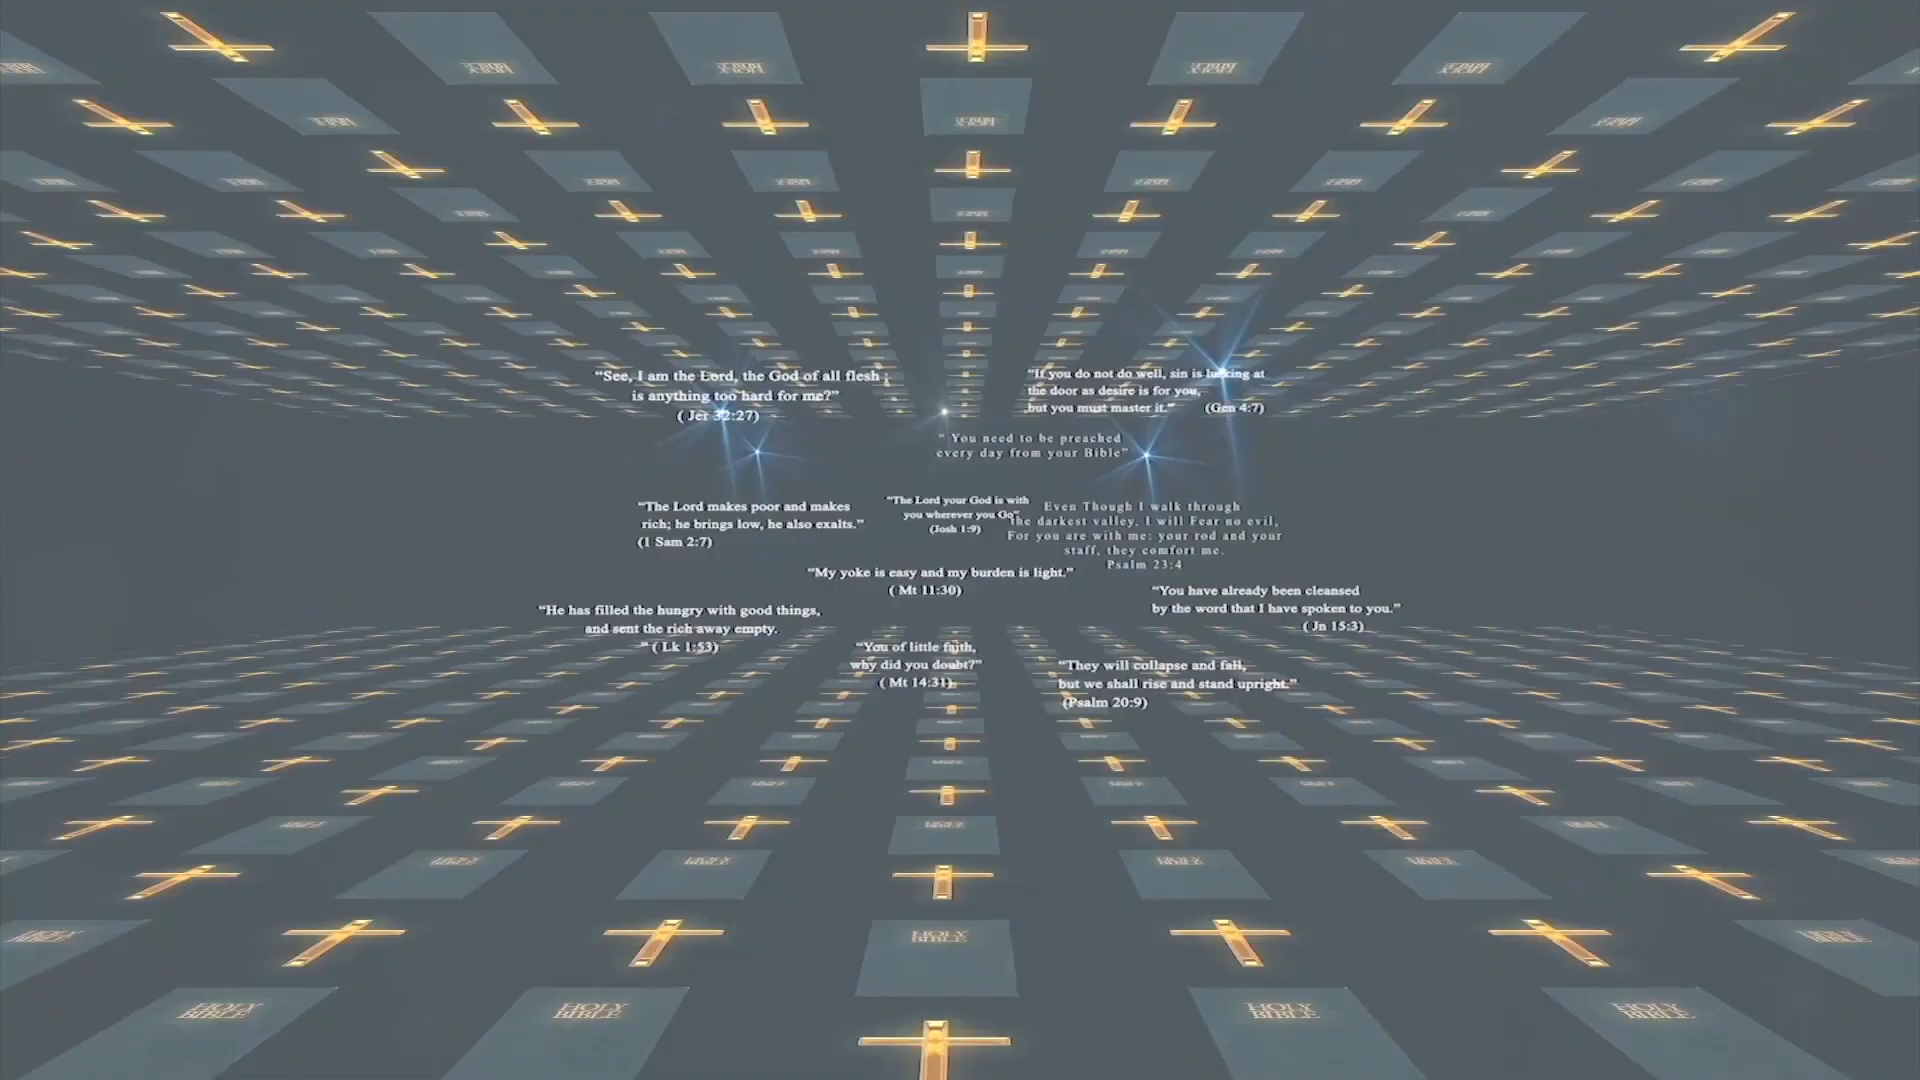 "See, I am the Lord, the God of all flesh ;
is anything too hard for me?"
( Jer 32:27)
"If you do not do well, sin is lurking at
the door as desire is for you,
but you must master it." (Gen 4:7)
" You need to be preached
every day from your Bible"
"The Lord makes poor and makes
rich; he brings low, he also exalts."
(1 Sam 2:7)
"The Lord your God is with
you wherever you Go"
(Josh 1:9)
Even Though I walk through
the darkest valley, I will Fear no evil,
For you are with me; your rod and your
staff, they comfort me.
Psalm 23:4
"My yoke is easy and my burden is light."
( Mt 11:30)
"You have already been cleansed
by the word that I have spoken to you."
( Jn 15:3)
"He has filled the hungry with good things,
and sent the rich away empty.
" ( Lk 1:53)
"You of little faith,
why did you doubt?"
( Mt 14:31)
"They will collapse and fall,
but we shall rise and stand upright."
(Psalm 20:9)
HOLY
BIBLE
HOLY
BIBLE
HOLY
BIBLE
HOLY
BIBLE
HOLY
BIBLE